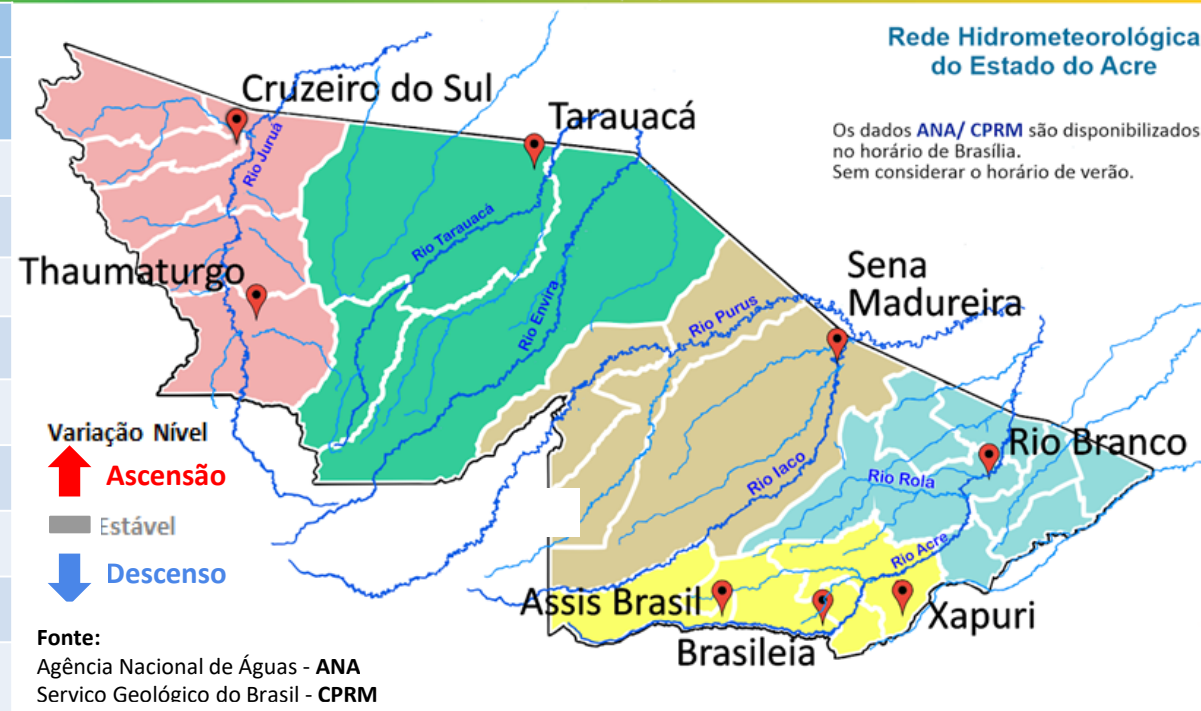 Rede Hidrometeorológica
do Estado do Acre
Os dados ANA/ CPRM são disponibilizados
no horário de Brasília.
Sem considerar o horário de verão.
Cruzeiro do Sul
Tarauacá
Rio Juruá
Rio Tarauacá
Thaumaturgo
Rio Envira
Sena
Madureira
Rio Purus
Rio Branco
Rio Iaco
Rio Rola
Rio Acre
Assis Brasil
Brasileia
Xapuri
Variação Nível
Ascensão
Estável
Descenso
Fonte:
Agência Nacional de Águas - ANA
Serviço Geológico do Brasil - CPRM